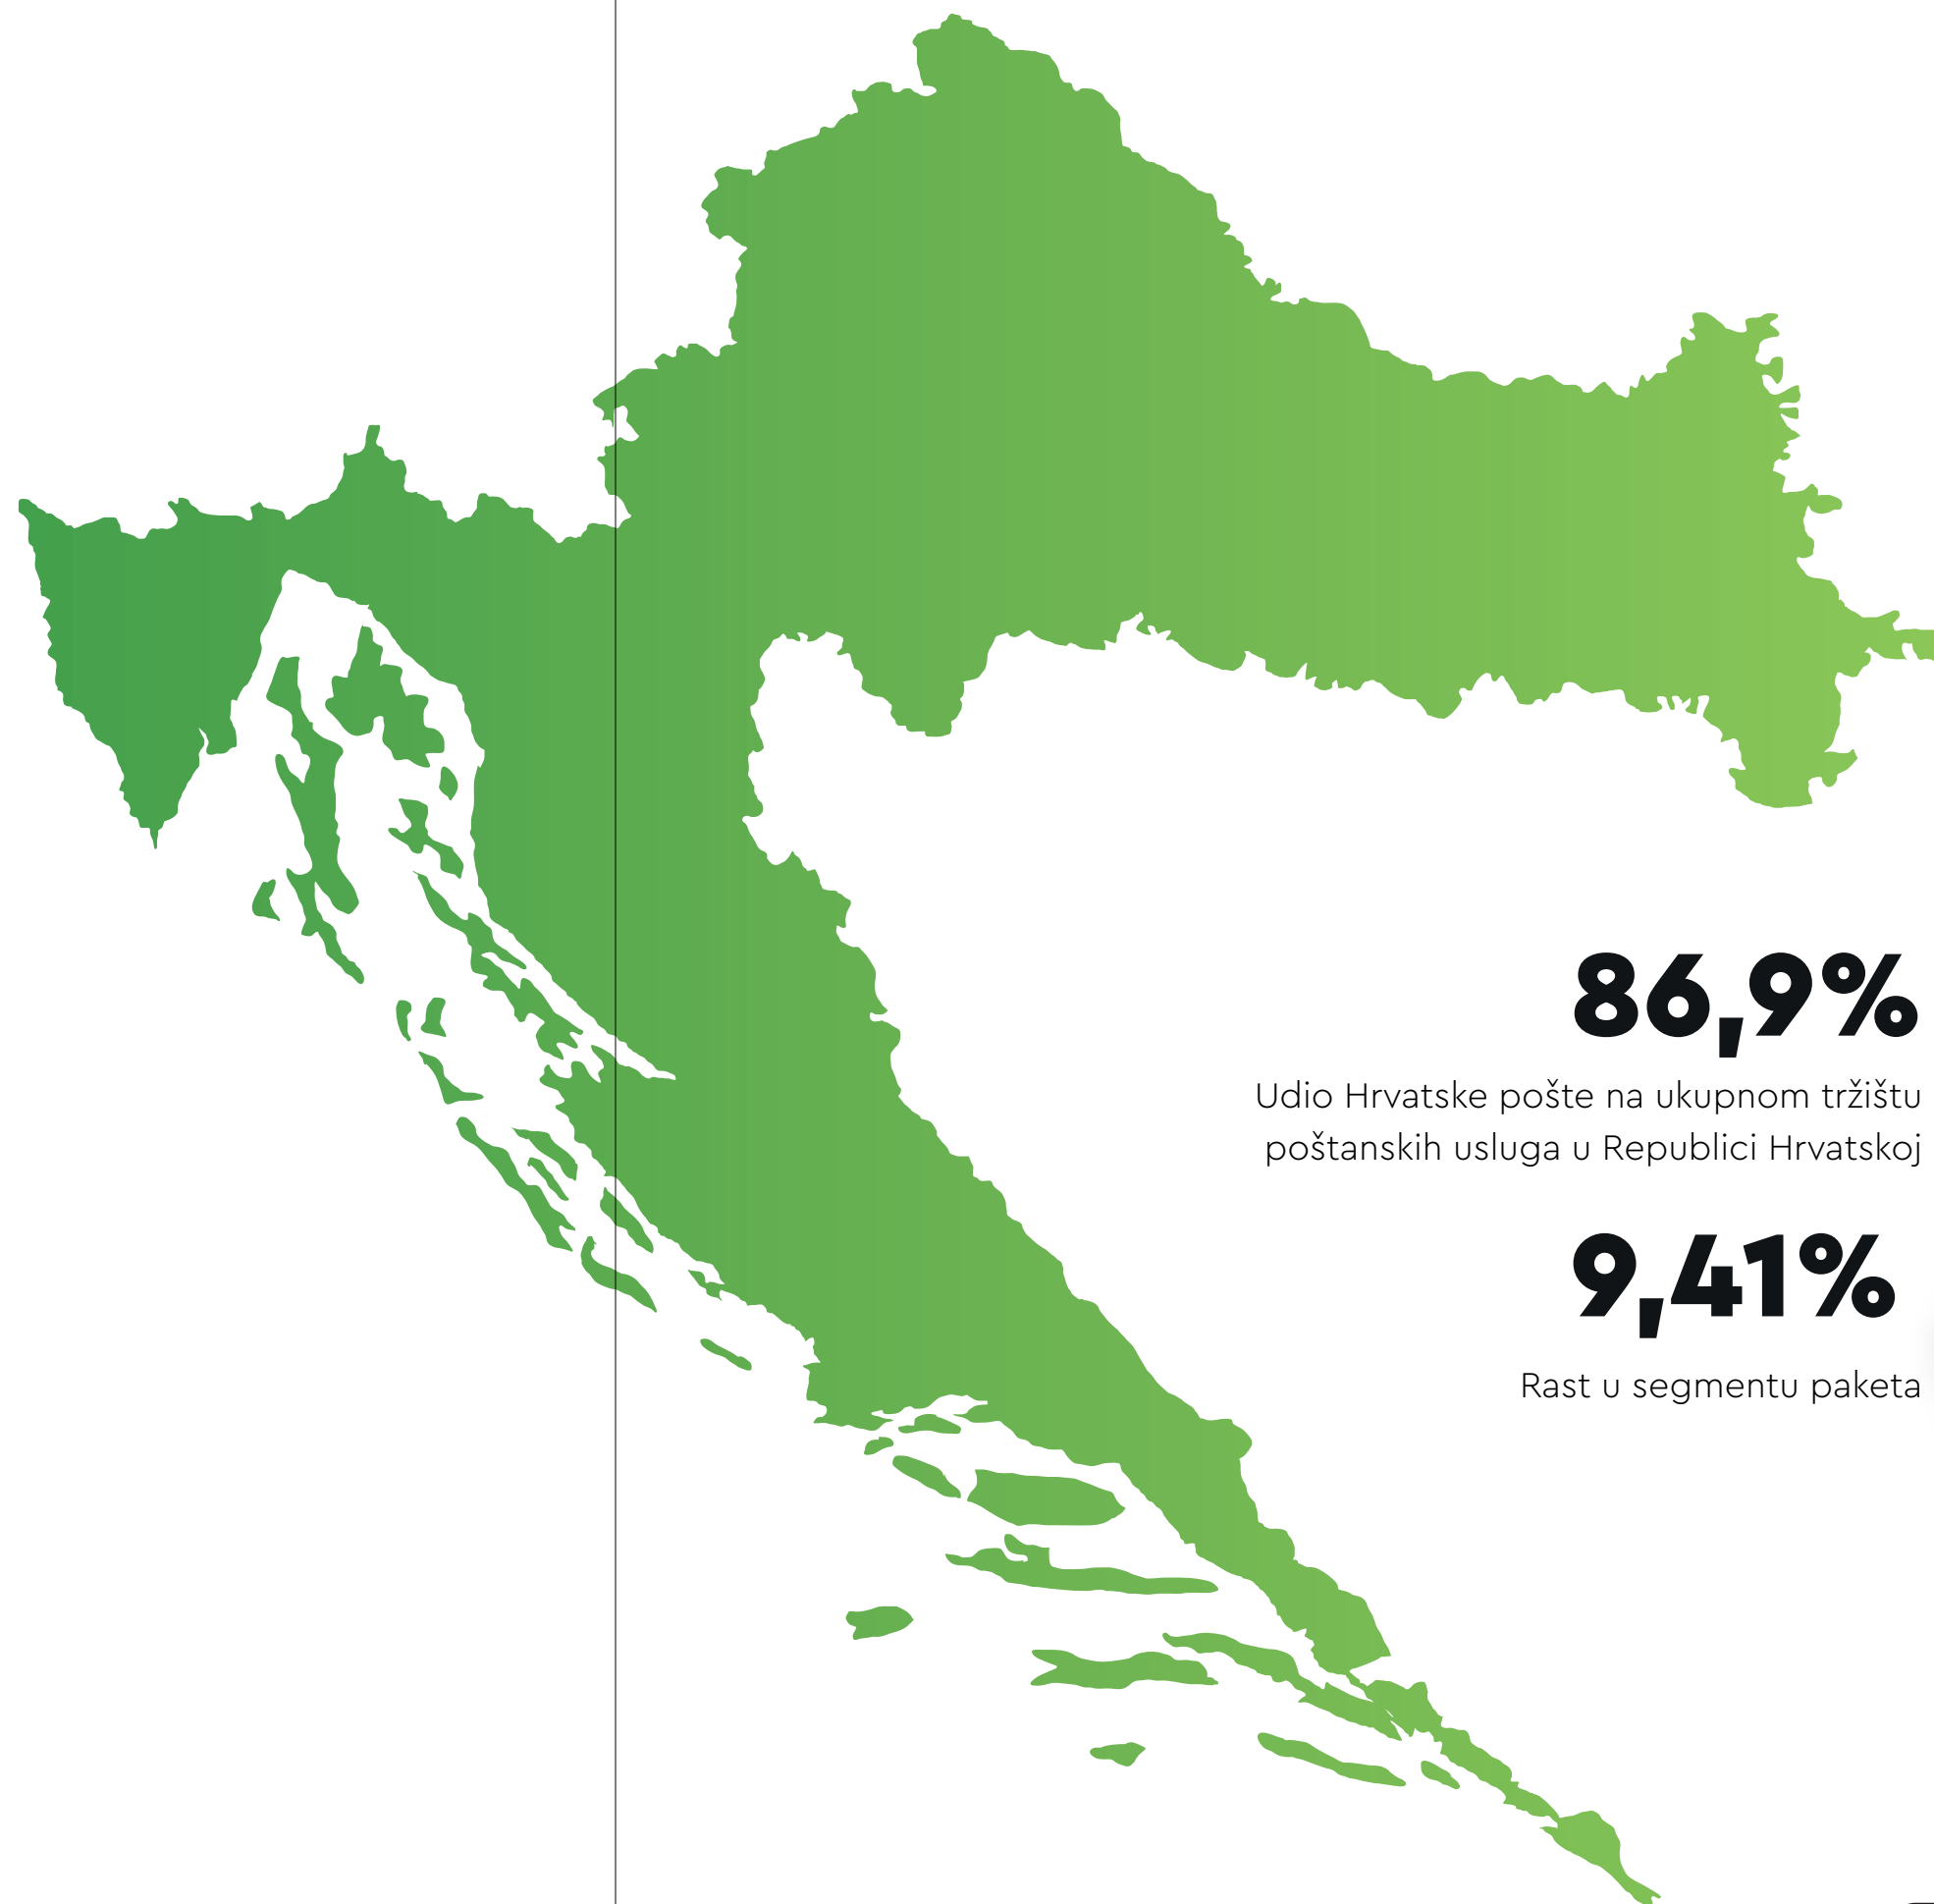 86,9%
Udio Hrvatske pošte na ukupnom tržištu
poštanskih usluga u Republici Hrvatskoj
9,41%
Rast u segmentu paketa